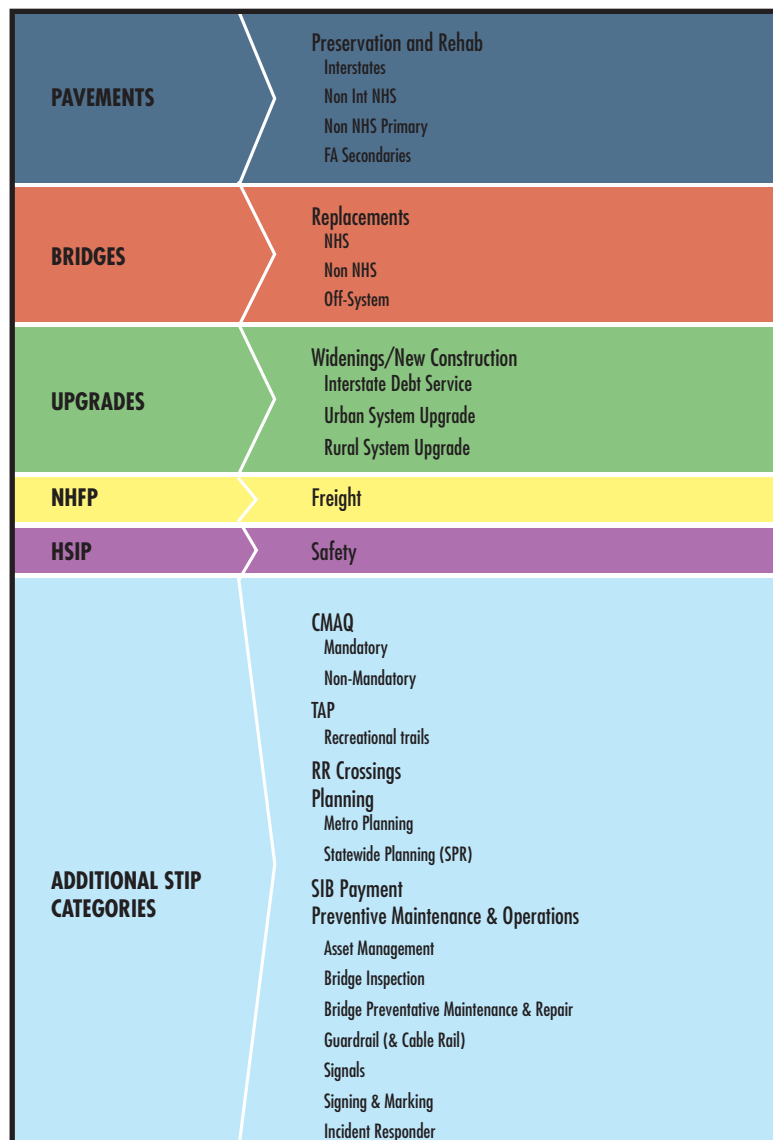 PAVEMENTS
Preservation and Rehab
Interstates
Non Int NHS
Non NHS Primary
FA Secondaries
BRIDGES
Replacements
NHS
Non NHS
Off-System
UPGRADES
Widenings/New Construction
Interstate Debt Service
Urban System Upgrade
Rural System Upgrade
NHFP
Freight
HSIP
Safety
ADDITIONAL STIP
CATEGORIES
CMAQ
Mandatory
Non-Mandatory
TAP
Recreational trails
RR Crossings
Planning
Metro Planning
Statewide Planning (SPR)
SIB Payment
Preventive Maintenance & Operations
Asset Management
Bridge Inspection
Bridge Preventative Maintenance & Repair
Guardrail (& Cable Rail)
Signals
Signing & Marking
Incident Responder